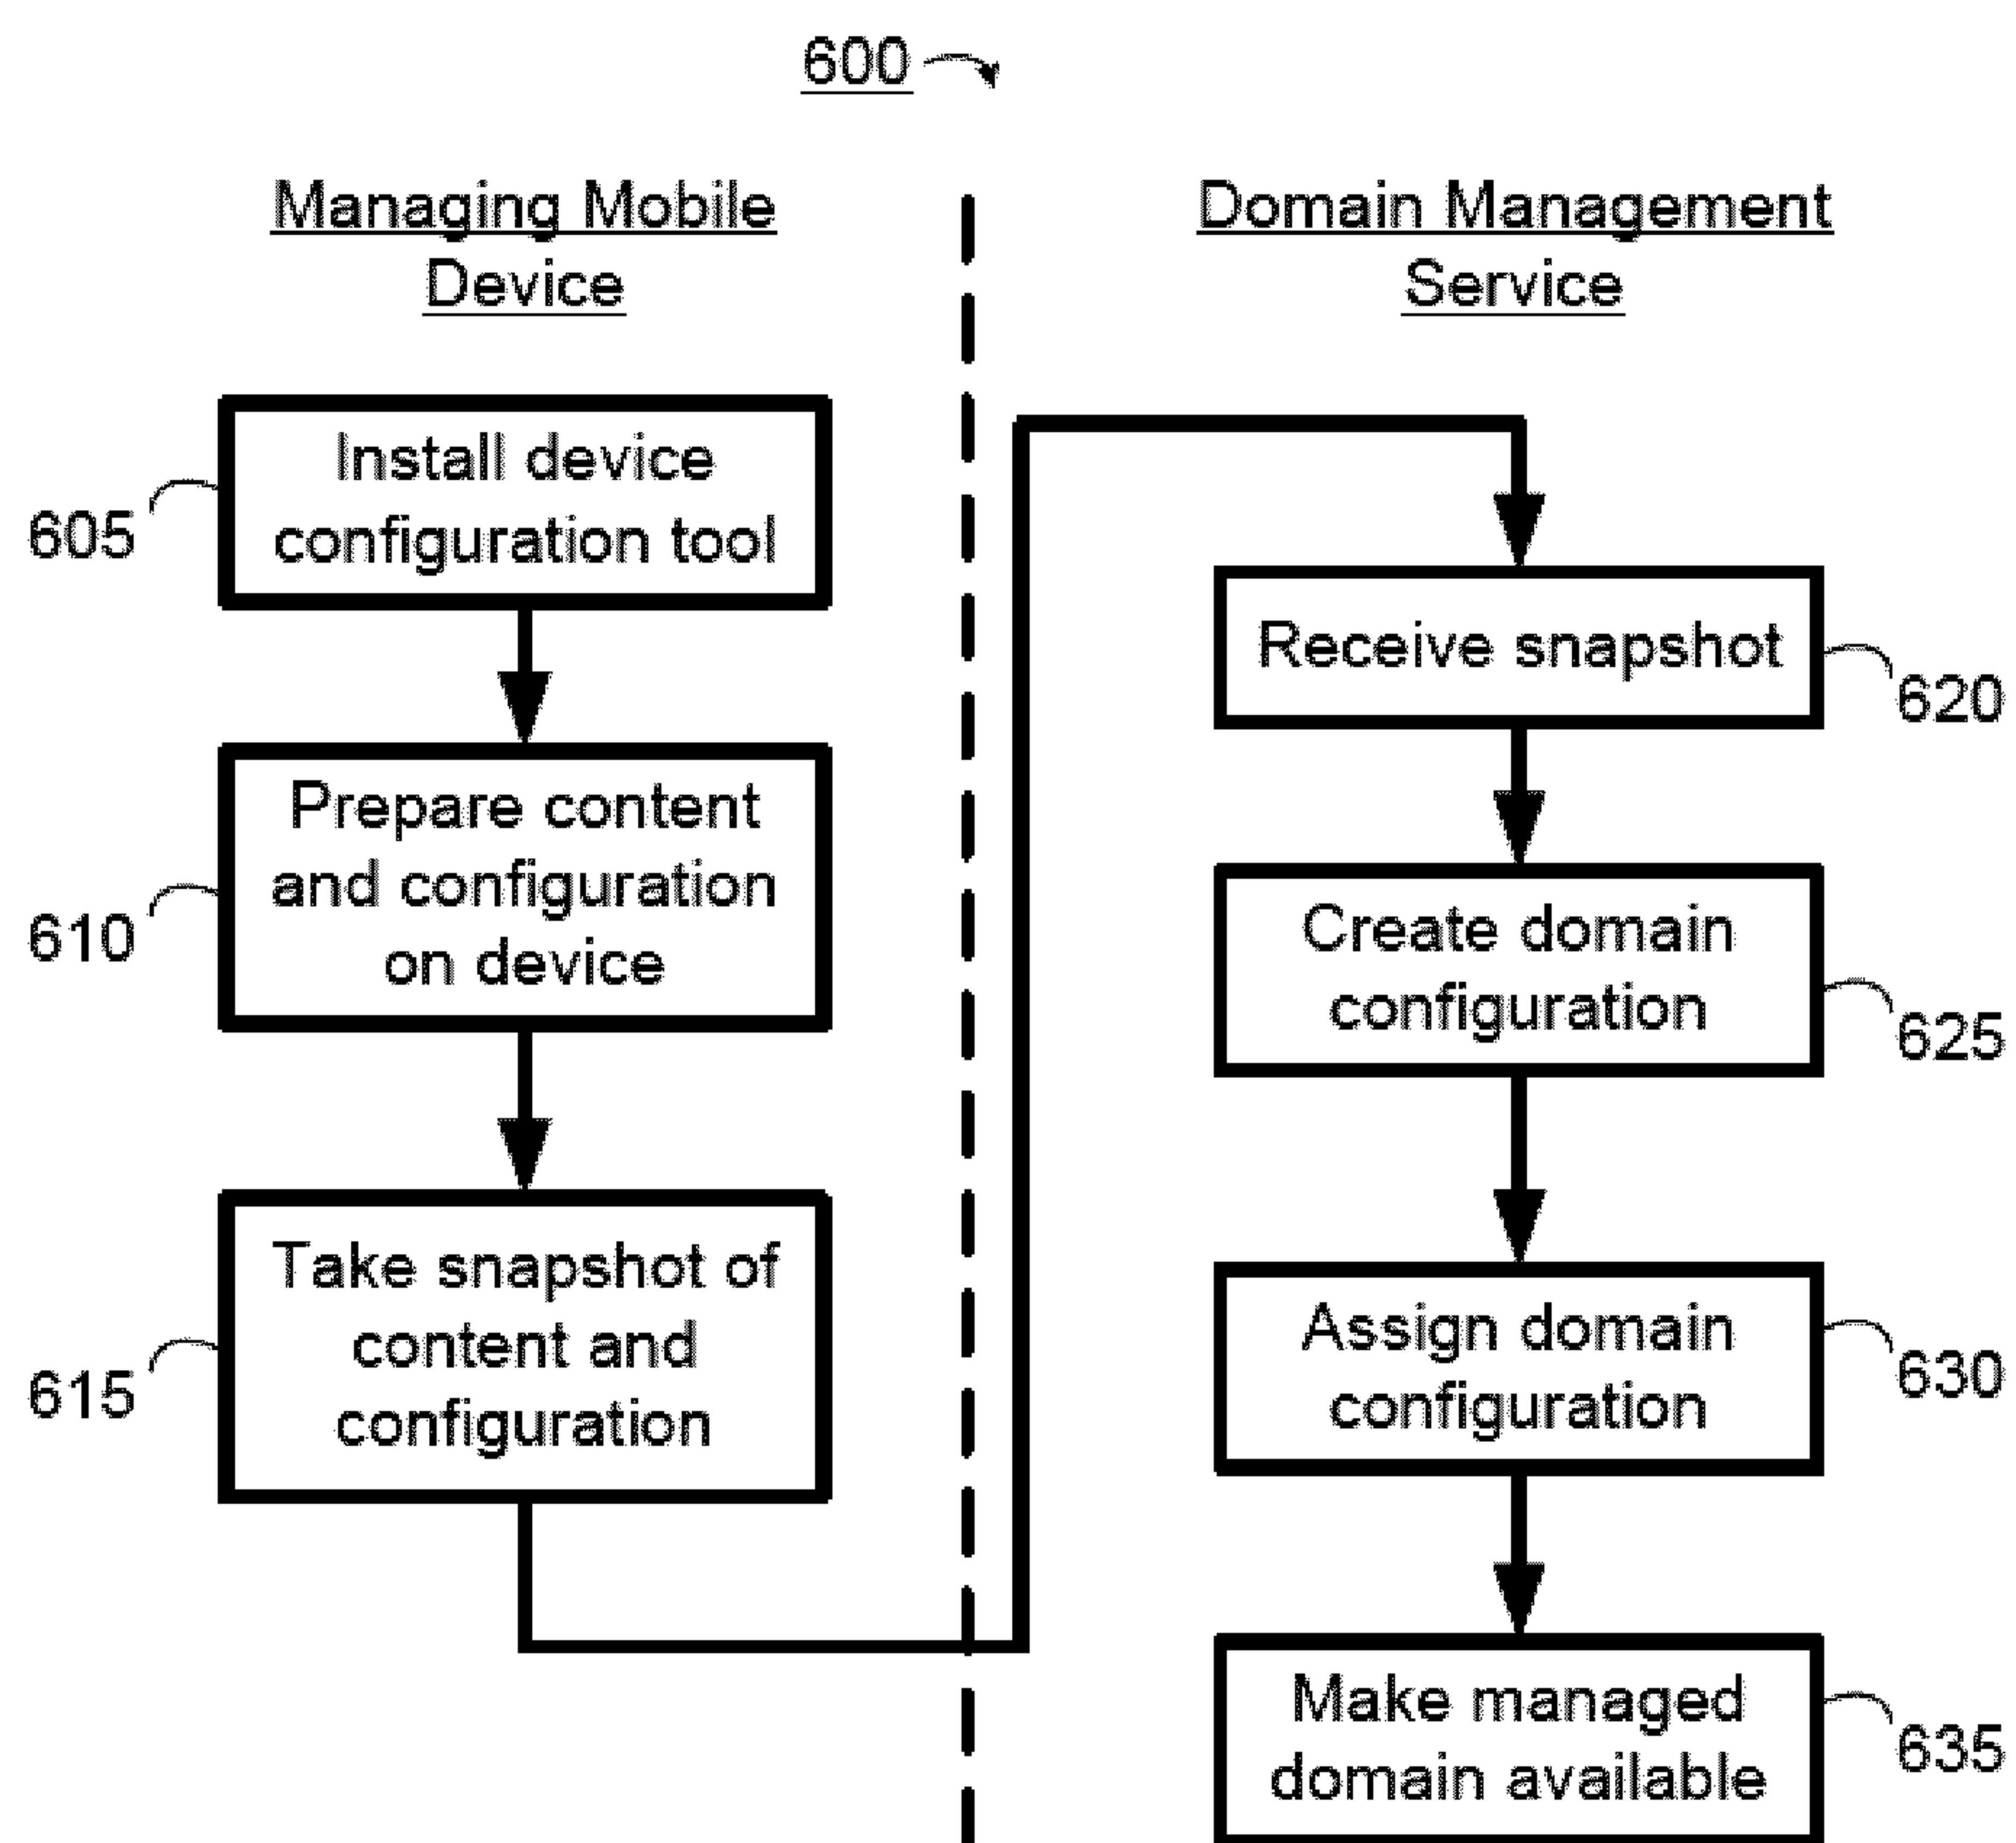 600
Managing Mobile
Device
605
Install device
configuration tool
610
Prepare content
and configuration
on device
615
Take snapshot of
content and
configuration
Domain Management
Service
Receive snapshot
620
Create domain
configuration
625
Assign domain
configuration
630
Make managed
domain available
635